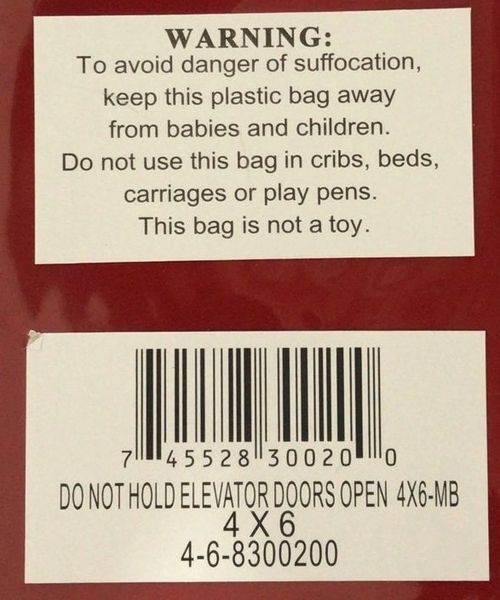 WARNING:
To avoid danger of suffocation,
keep this plastic bag away
from babies and children.
Do not use this bag in cribs, beds,
carriages or play pens.
This bag is not a toy.
7 45528 30020 0
DO NOT HOLD ELEVATOR DOORS OPEN 4X6-MB
4 X 6
4-6-8300200